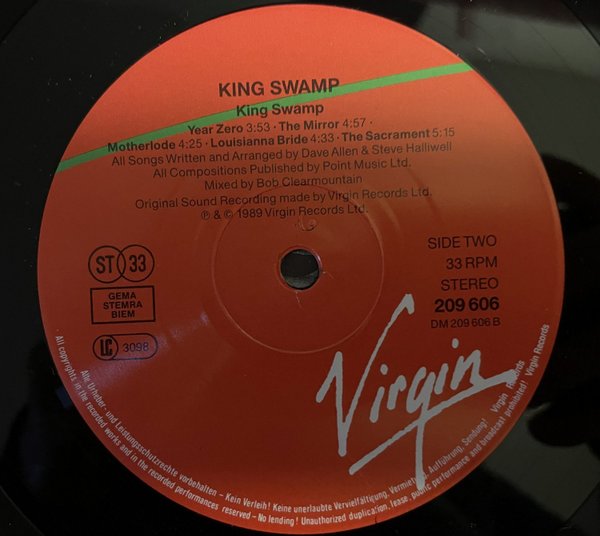 KING SWAMP
King Swamp
Year Zero 3:53 · The Mirror 4:57 ·
Motherlode 4:25 · Louisianna Bride 4:33 · The Sacrament 5:15
All Songs Written and Arranged by Dave Allen & Steve Halliwell
All Compositions Published by Point Music Ltd.
Mixed by Bob Clearmountain
Original Sound Recording made by Virgin Records Ltd.
℗ & © 1989 Virgin Records Ltd.
ST 33
GEMA
STEMRA
BIEM
LC 3098
SIDE TWO
33 RPM
STEREO
209 606
DM 209 606 B
Virgin
Alle Urheber- und Leistungsschutzrechte vorbehalten – Kein Verleih! Keine unerlaubte Vervielfältigung, Vermietung, Aufführung, Sendung! Virgin Records
· All copyrights in the recorded works and in the recorded performances reserved – No lending! Unauthorized duplication, lease, public performance and broadcast prohibited! Virgin Records